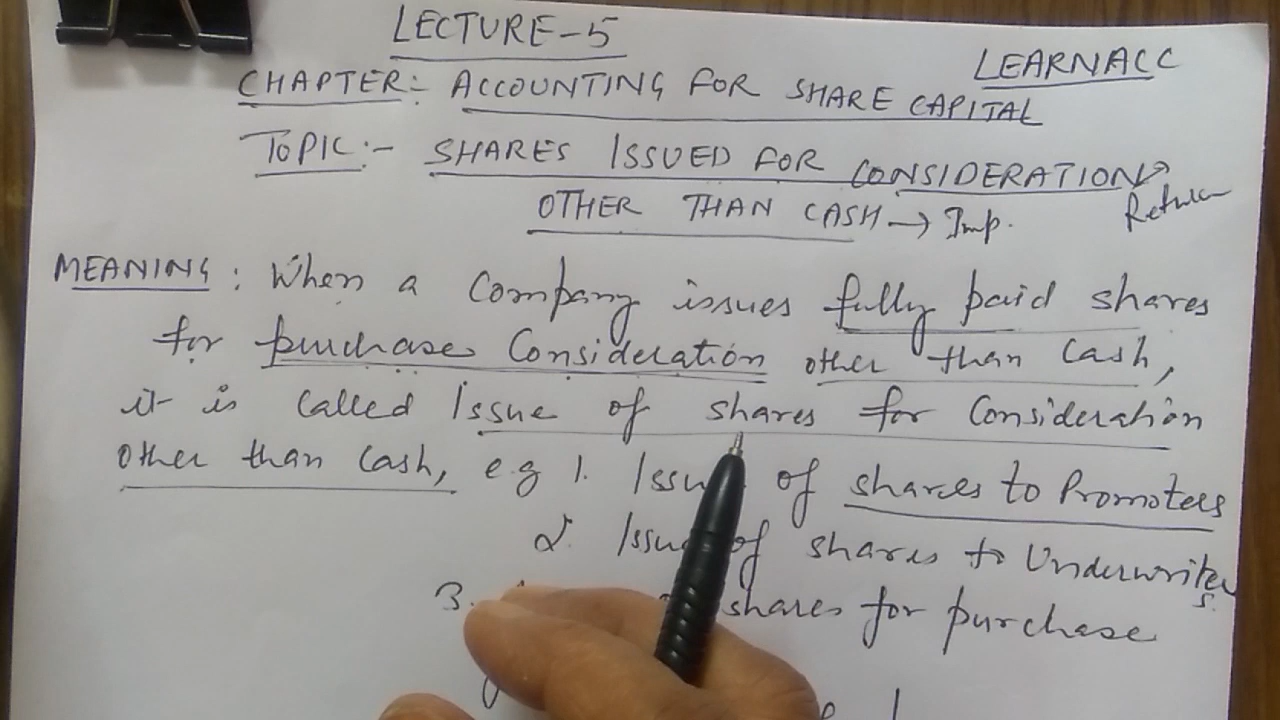 LECTURE-5
LEARNACC
CHAPTER:- ACCOUNTING FOR SHARE CAPITAL
TOPIC:- SHARES ISSUED FOR CONSIDERATION
OTHER THAN CASH → Imp.
Return
MEANING: When a Company issues fully paid shares
for purchase Consideration other than Cash,
it is called Issue of shares for Consideration
other than Cash, e.g 1. Issue of shares to Promoters
2. Issue of shares to Underwriters.
3. shares for purchase